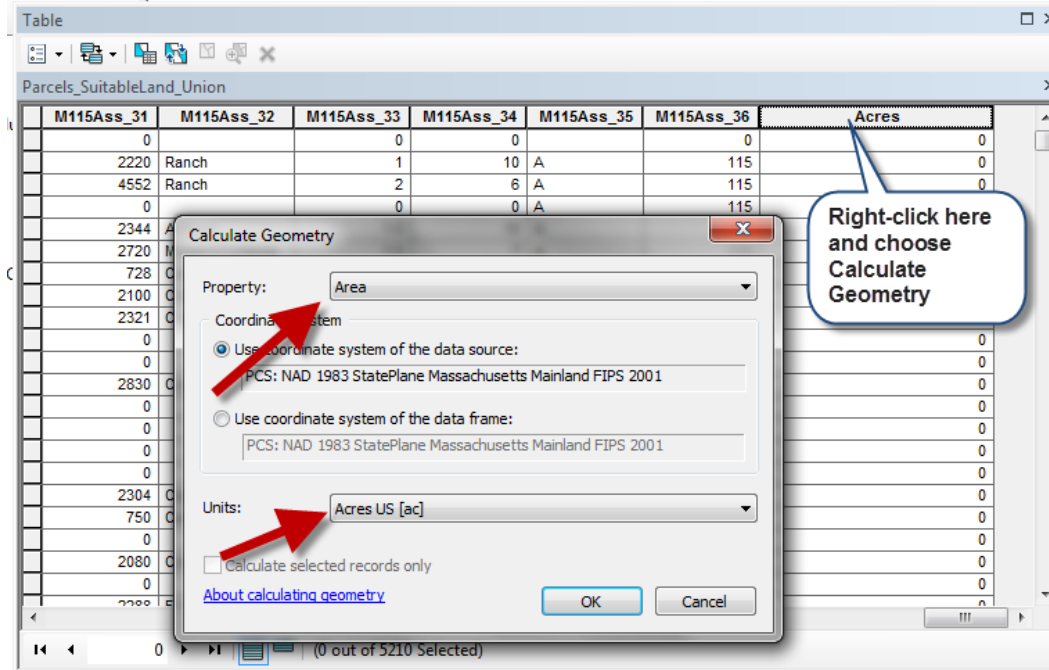 Table
Parcels_SuitableLand_Union
M115Ass_31 M115Ass_32 M115Ass_33 M115Ass_34 M115Ass_35 M115Ass_36 Acres
0 0 0 0 0
2220 Ranch 1 10 A 115 0
4552 Ranch 2 6 A 115 0
0 0 0 A 115
2344 A
2720 M
728 C
2100 C
2321 C
0 0
0 0
2830 C 0
0 0
0 0
0 0
0 0
2304 C 0
750 C 0
0 0
2080 C 0
0 0
2288 F 0
Right-click here
and choose
Calculate
Geometry
Calculate Geometry
Property: Area
Coordina stem
Use coordinate system of the data source:
PCS: NAD 1983 StatePlane Massachusetts Mainland FIPS 2001
Use coordinate system of the data frame:
PCS: NAD 1983 StatePlane Massachusetts Mainland FIPS 2001
Units: Acres US [ac]
Calculate selected records only
About calculating geometry
OK Cancel
0 (0 out of 5210 Selected)